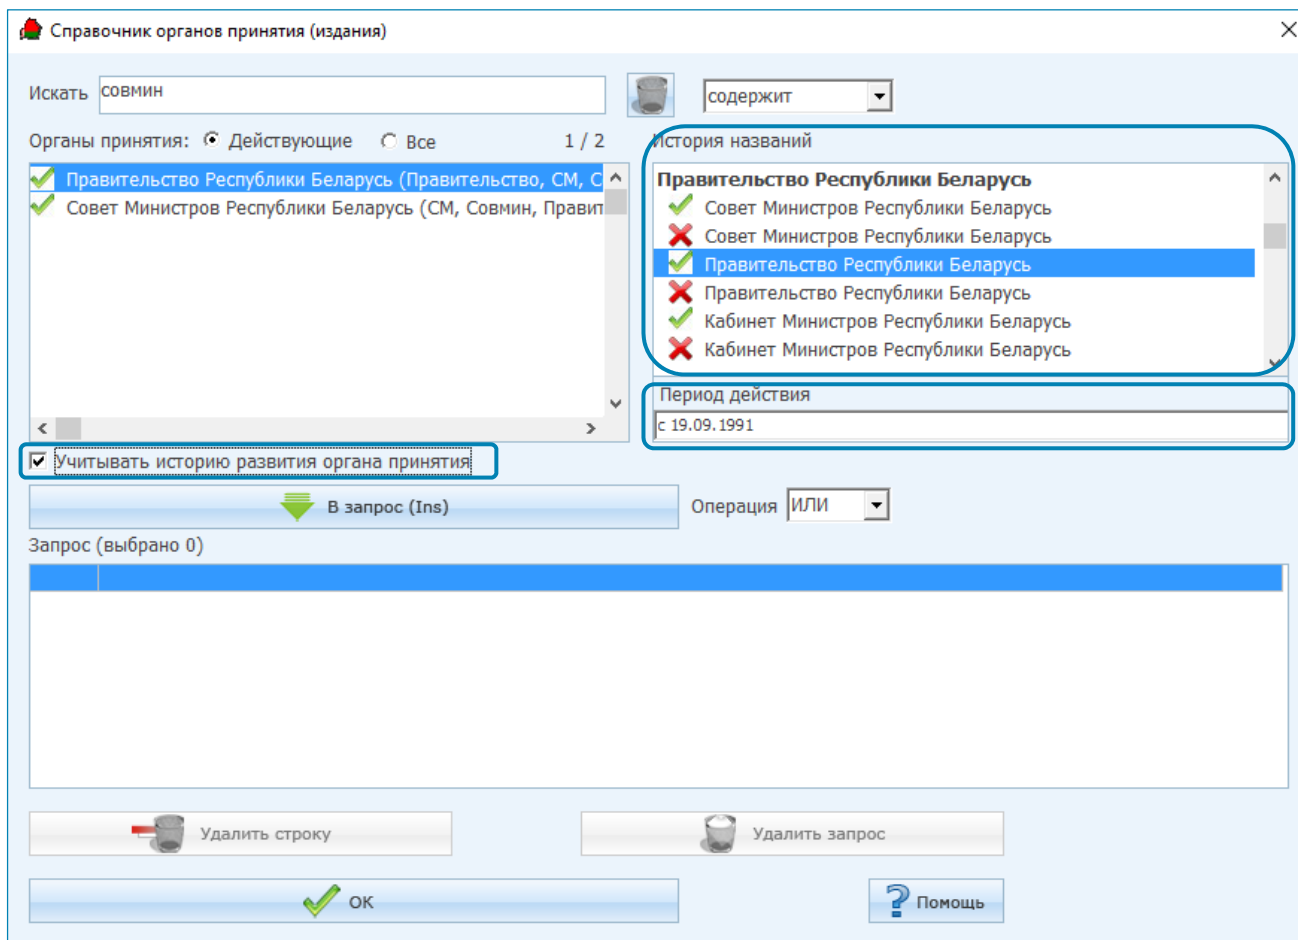 Справочник органов принятия (издания)
Искать совмин содержит
Органы принятия: Действующие Все 1 / 2
Правительство Республики Беларусь (Правительство, СМ, С
Совет Министров Республики Беларусь (СМ, Совмин, Правит
История названий
Правительство Республики Беларусь
Совет Министров Республики Беларусь
Совет Министров Республики Беларусь
Правительство Республики Беларусь
Правительство Республики Беларусь
Кабинет Министров Республики Беларусь
Кабинет Министров Республики Беларусь
Период действия
с 19.09.1991
Учитывать историю развития органа принятия
В запрос (Ins) Операция ИЛИ
Запрос (выбрано 0)
Удалить строку Удалить запрос
ОК Помощь